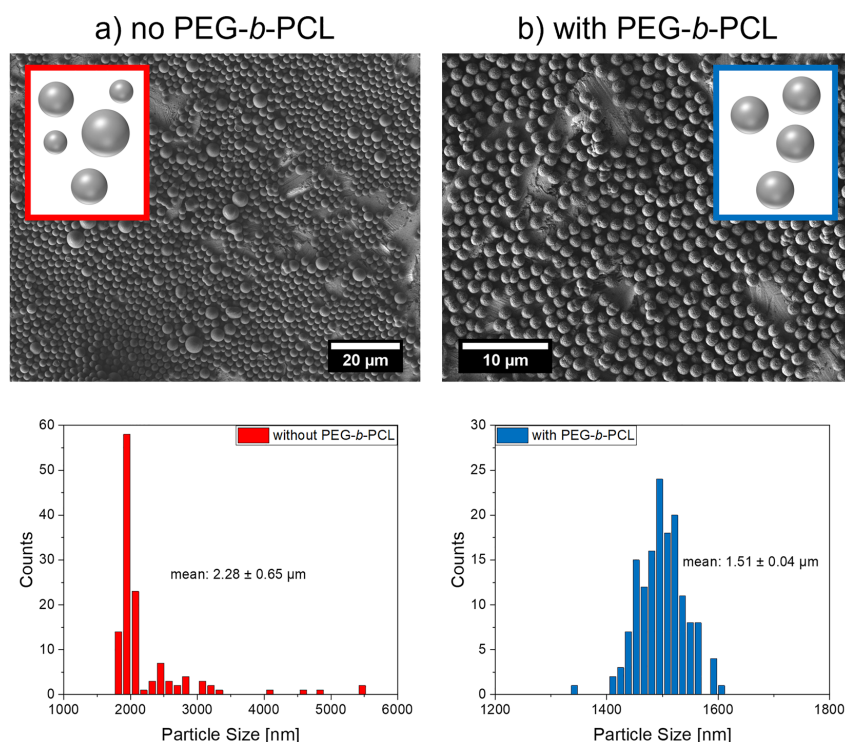 a) no PEG-b-PCL
b) with PEG-b-PCL
20 µm
10 µm
60
50
40
30
20
10
0
Counts
without PEG-b-PCL
mean: 2.28 ± 0.65 µm
1000 2000 3000 4000 5000 6000
Particle Size [nm]
30
25
20
15
10
5
0
Counts
with PEG-b-PCL
mean: 1.51 ± 0.04 µm
1200 1400 1600 1800
Particle Size [nm]